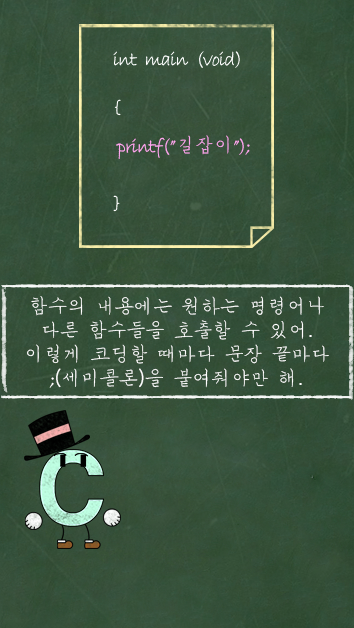 int main (void)
{
printf("길잡이");
}
함수의 내용에는 원하는 명령어나
다른 함수들을 호출할 수 있어.
이렇게 코딩할 때마다 문장 끝마다
;(세미콜론)을 붙여줘야만 해.
C